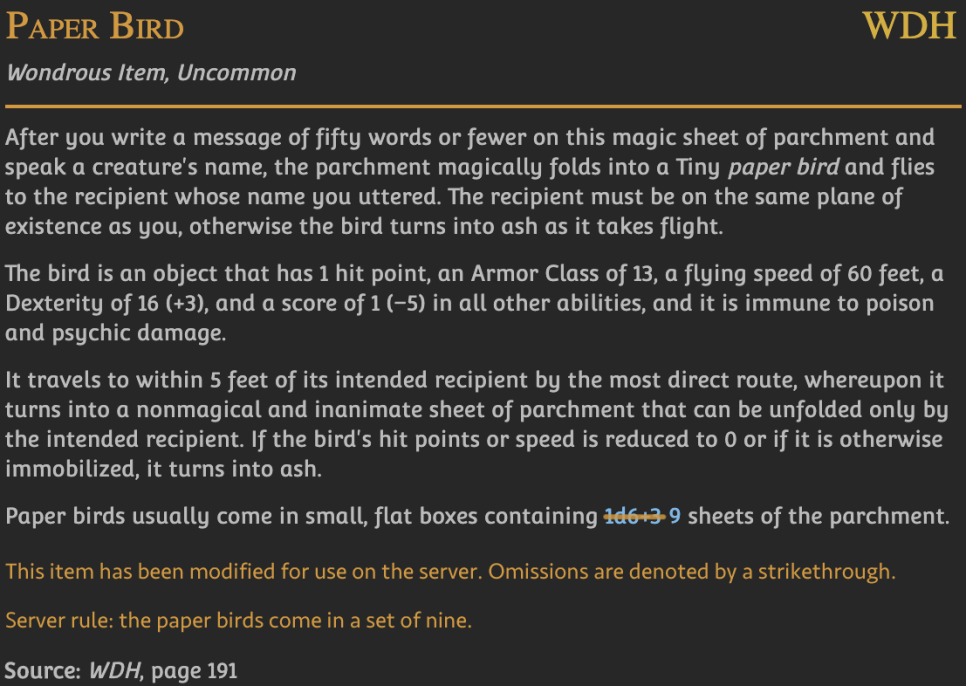 Paper Bird WDH
Wondrous Item, Uncommon
After you write a message of fifty words or fewer on this magic sheet of parchment and
speak a creature's name, the parchment magically folds into a Tiny paper bird and flies
to the recipient whose name you uttered. The recipient must be on the same plane of
existence as you, otherwise the bird turns into ash as it takes flight.
The bird is an object that has 1 hit point, an Armor Class of 13, a flying speed of 60 feet, a
Dexterity of 16 (+3), and a score of 1 (−5) in all other abilities, and it is immune to poison
and psychic damage.
It travels to within 5 feet of its intended recipient by the most direct route, whereupon it
turns into a nonmagical and inanimate sheet of parchment that can be unfolded only by
the intended recipient. If the bird's hit points or speed is reduced to 0 or if it is otherwise
immobilized, it turns into ash.
Paper birds usually come in small, flat boxes containing 1d6+3 9 sheets of the parchment.
This item has been modified for use on the server. Omissions are denoted by a strikethrough.
Server rule: the paper birds come in a set of nine.
Source: WDH, page 191